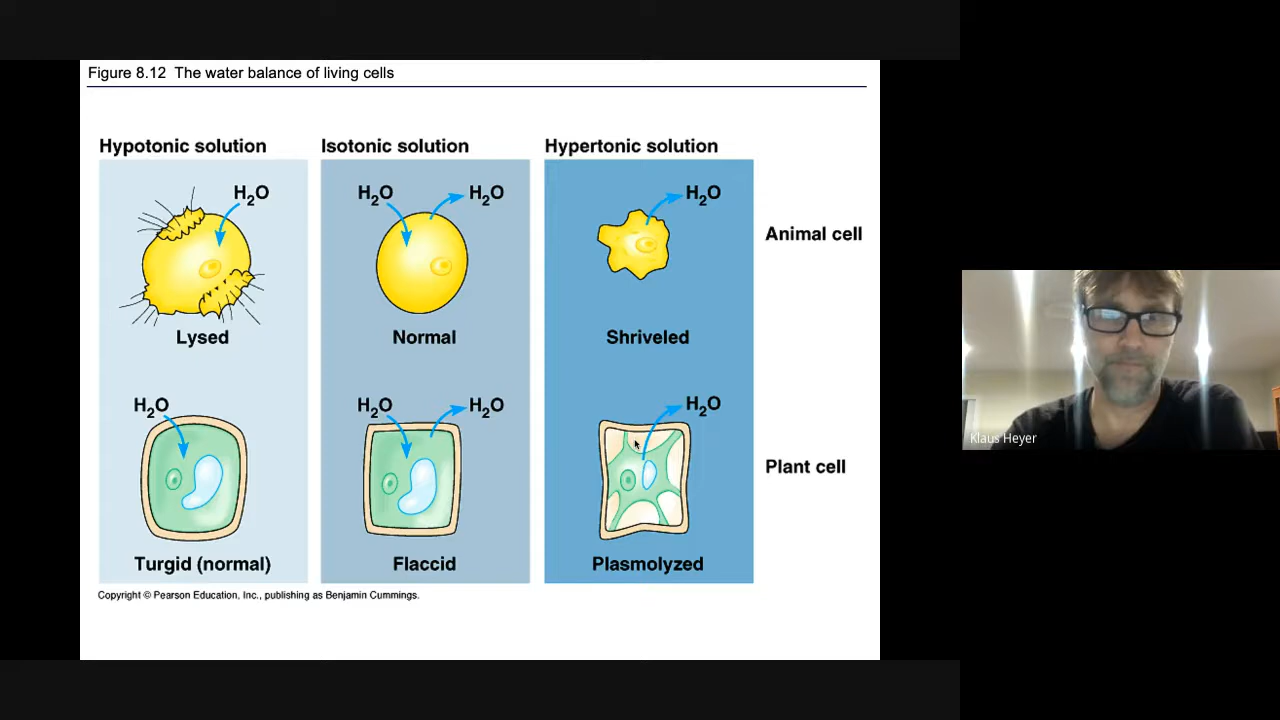 Figure 8.12 The water balance of living cells
Hypotonic solution
Isotonic solution
Hypertonic solution
H2O
H2O
H2O
H2O
Animal cell
Lysed
Normal
Shriveled
H2O
H2O
H2O
H2O
Plant cell
Turgid (normal)
Flaccid
Plasmolyzed
Copyright © Pearson Education, Inc., publishing as Benjamin Cummings.
Klaus Heyer